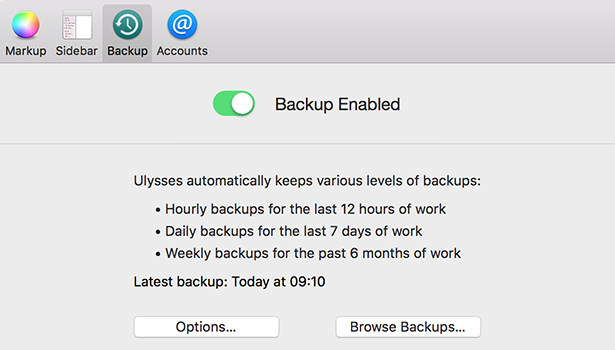 Markup Sidebar Backup Accounts
Backup Enabled
Ulysses automatically keeps various levels of backups:
• Hourly backups for the last 12 hours of work
• Daily backups for the last 7 days of work
• Weekly backups for the past 6 months of work
Latest backup: Today at 09:10
Options... Browse Backups...